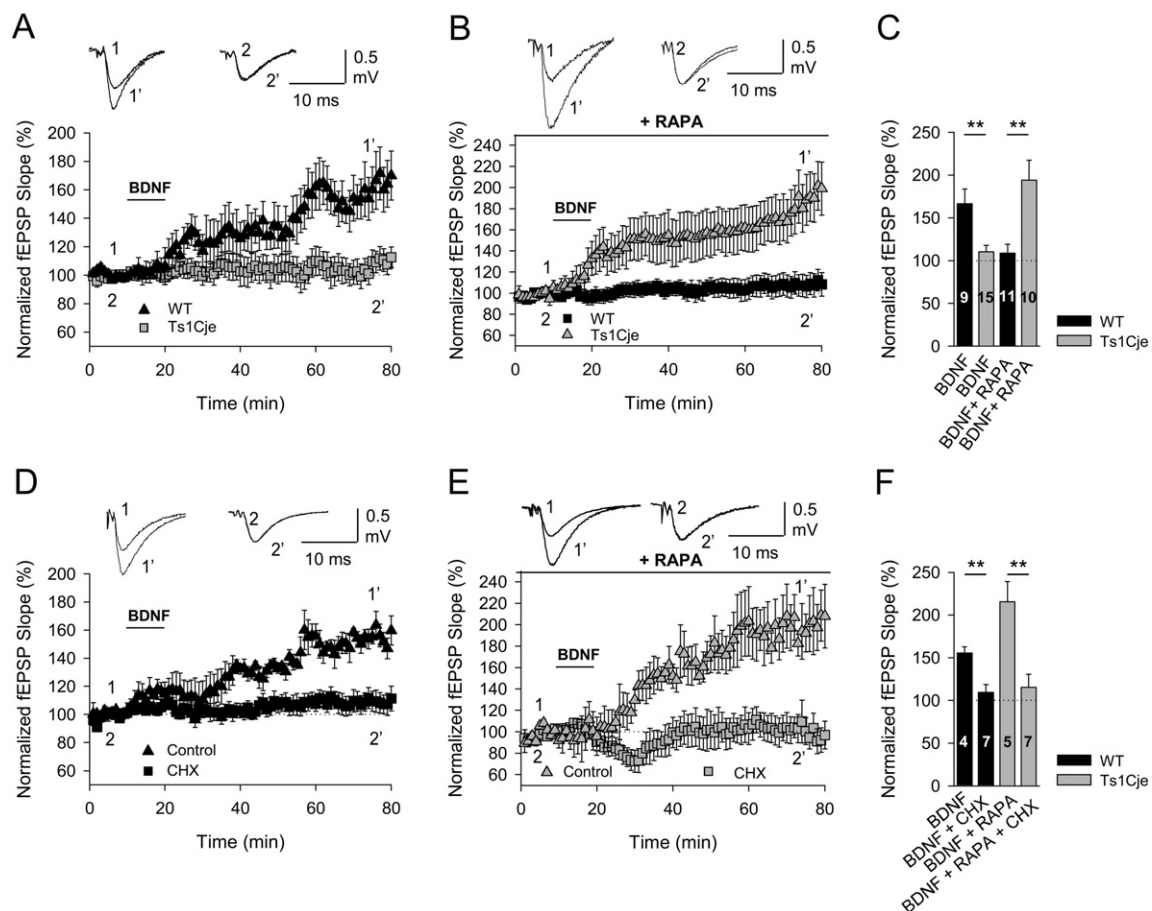 A
1
1'
2
2'
0.5
mV
10 ms
Normalized fEPSP Slope (%)
200
180
160
140
120
100
80
60
BDNF
1
2
1'
2'
WT
Ts1Cje
0 20 40 60 80
Time (min)
B
1
1'
2
2'
0.5
mV
10 ms
+ RAPA
Normalized fEPSP Slope (%)
240
220
200
180
160
140
120
100
80
60
BDNF
1
2
1'
2'
WT
Ts1Cje
0 20 40 60 80
Time (min)
C
Normalized fEPSP Slope (%)
250
200
150
100
50
0
** **
9 15 11 10
BDNF
BDNF
BDNF+ RAPA
BDNF+ RAPA
WT
Ts1Cje
D
1
1'
2
2'
0.5
mV
10 ms
Normalized fEPSP Slope (%)
200
180
160
140
120
100
80
60
BDNF
1
2
1'
2'
Control
CHX
0 20 40 60 80
Time (min)
E
1
1'
2
2'
0.5
mV
10 ms
+ RAPA
Normalized fEPSP Slope (%)
240
220
200
180
160
140
120
100
80
60
BDNF
1
2
1'
2'
Control CHX
0 20 40 60 80
Time (min)
F
Normalized fEPSP Slope (%)
250
200
150
100
50
0
** **
4 7 5 7
BDNF
BDNF + CHX
BDNF + RAPA
BDNF + RAPA + CHX
WT
Ts1Cje